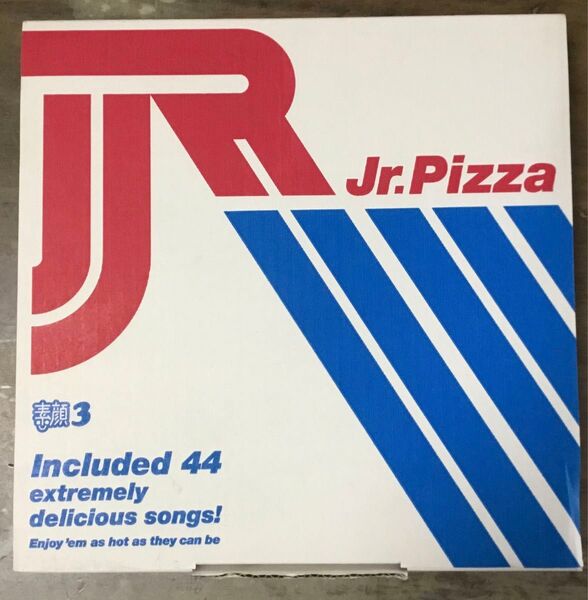 JR
Jr.Pizza
素顔3
Included 44
extremely
delicious songs!
Enjoy 'em as hot as they can be